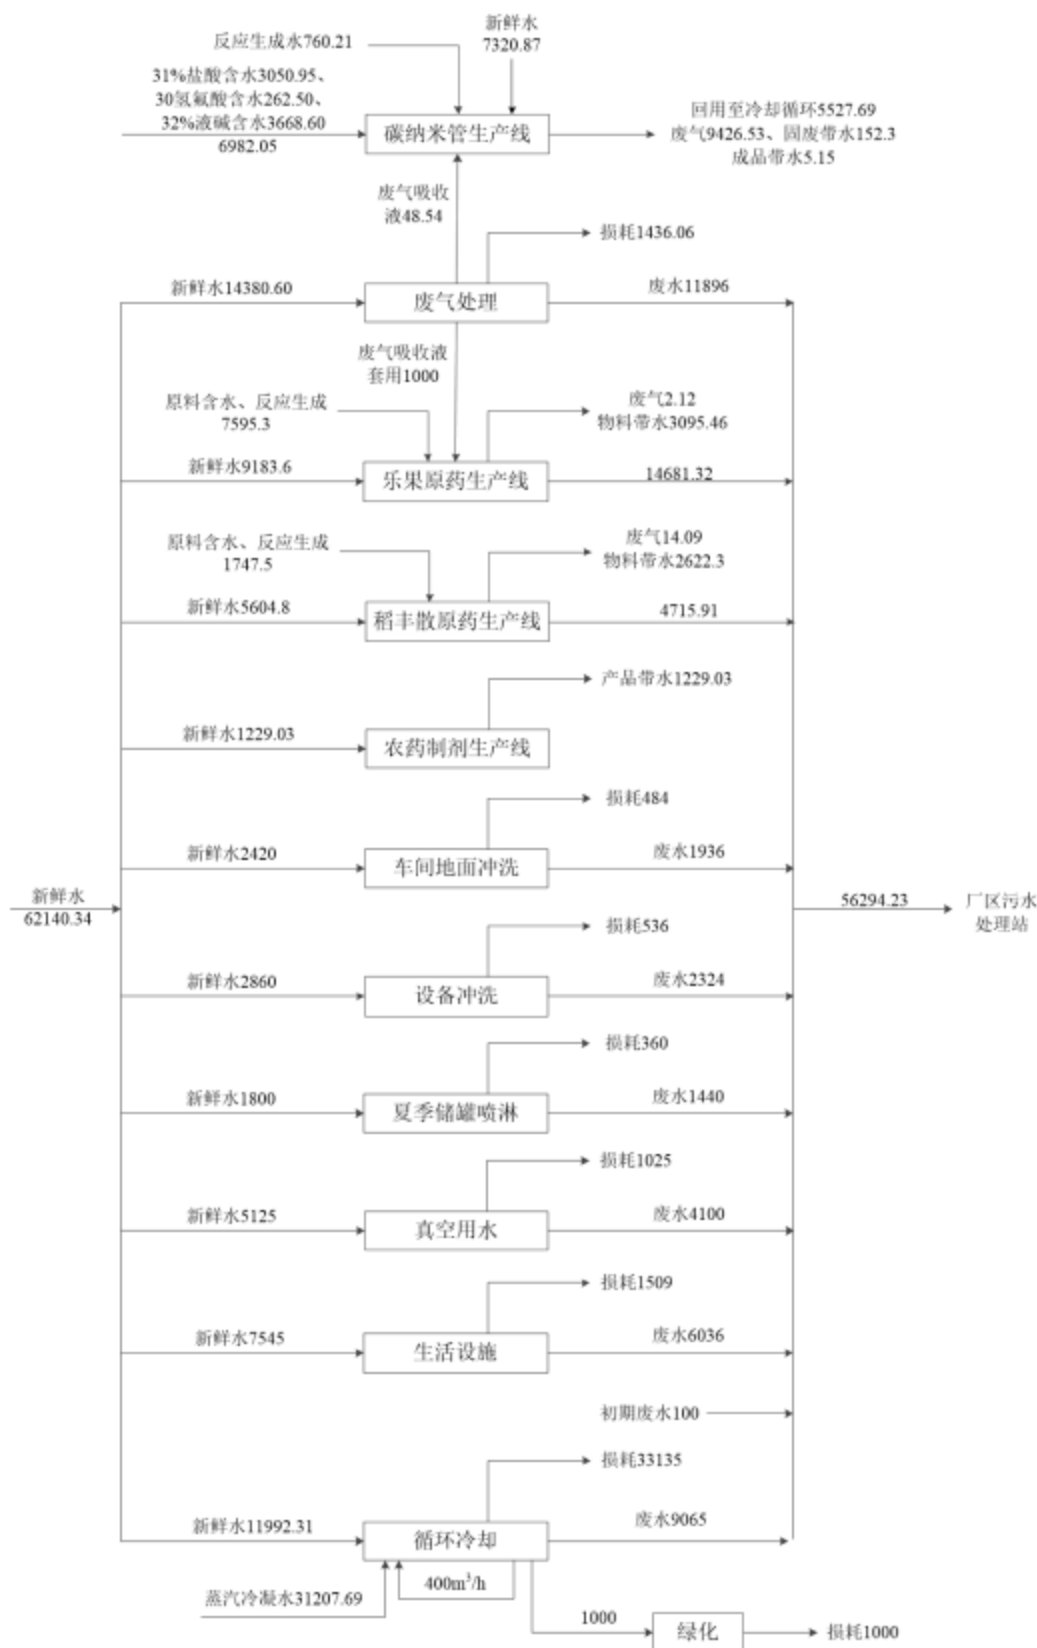 新鲜水
7320.87
反应生成水760.21
31%盐酸含水3050.95、
30氢氟酸含水262.50、
32%液碱含水3668.60
6982.05
碳纳米管生产线
回用至冷却循环5527.69
废气9426.53、固废带水152.3
成品带水5.15
废气吸收
液48.54
损耗1436.06
新鲜水14380.60
废气处理
废水11896
废气吸收液
套用1000
原料含水、反应生成
7595.3
废气2.12
物料带水3095.46
新鲜水9183.6
乐果原药生产线
14681.32
原料含水、反应生成
1747.5
废气14.09
物料带水2622.3
新鲜水5604.8
稻丰散原药生产线
4715.91
产品带水1229.03
新鲜水1229.03
农药制剂生产线
损耗484
新鲜水2420
车间地面冲洗
废水1936
新鲜水
62140.34
56294.23
厂区污水
处理站
损耗536
新鲜水2860
设备冲洗
废水2324
损耗360
新鲜水1800
夏季储罐喷淋
废水1440
损耗1025
新鲜水5125
真空用水
废水4100
损耗1509
新鲜水7545
生活设施
废水6036
初期废水100
损耗33135
新鲜水11992.31
循环冷却
废水9065
400m³/h
蒸汽冷凝水31207.69
1000
绿化
损耗1000